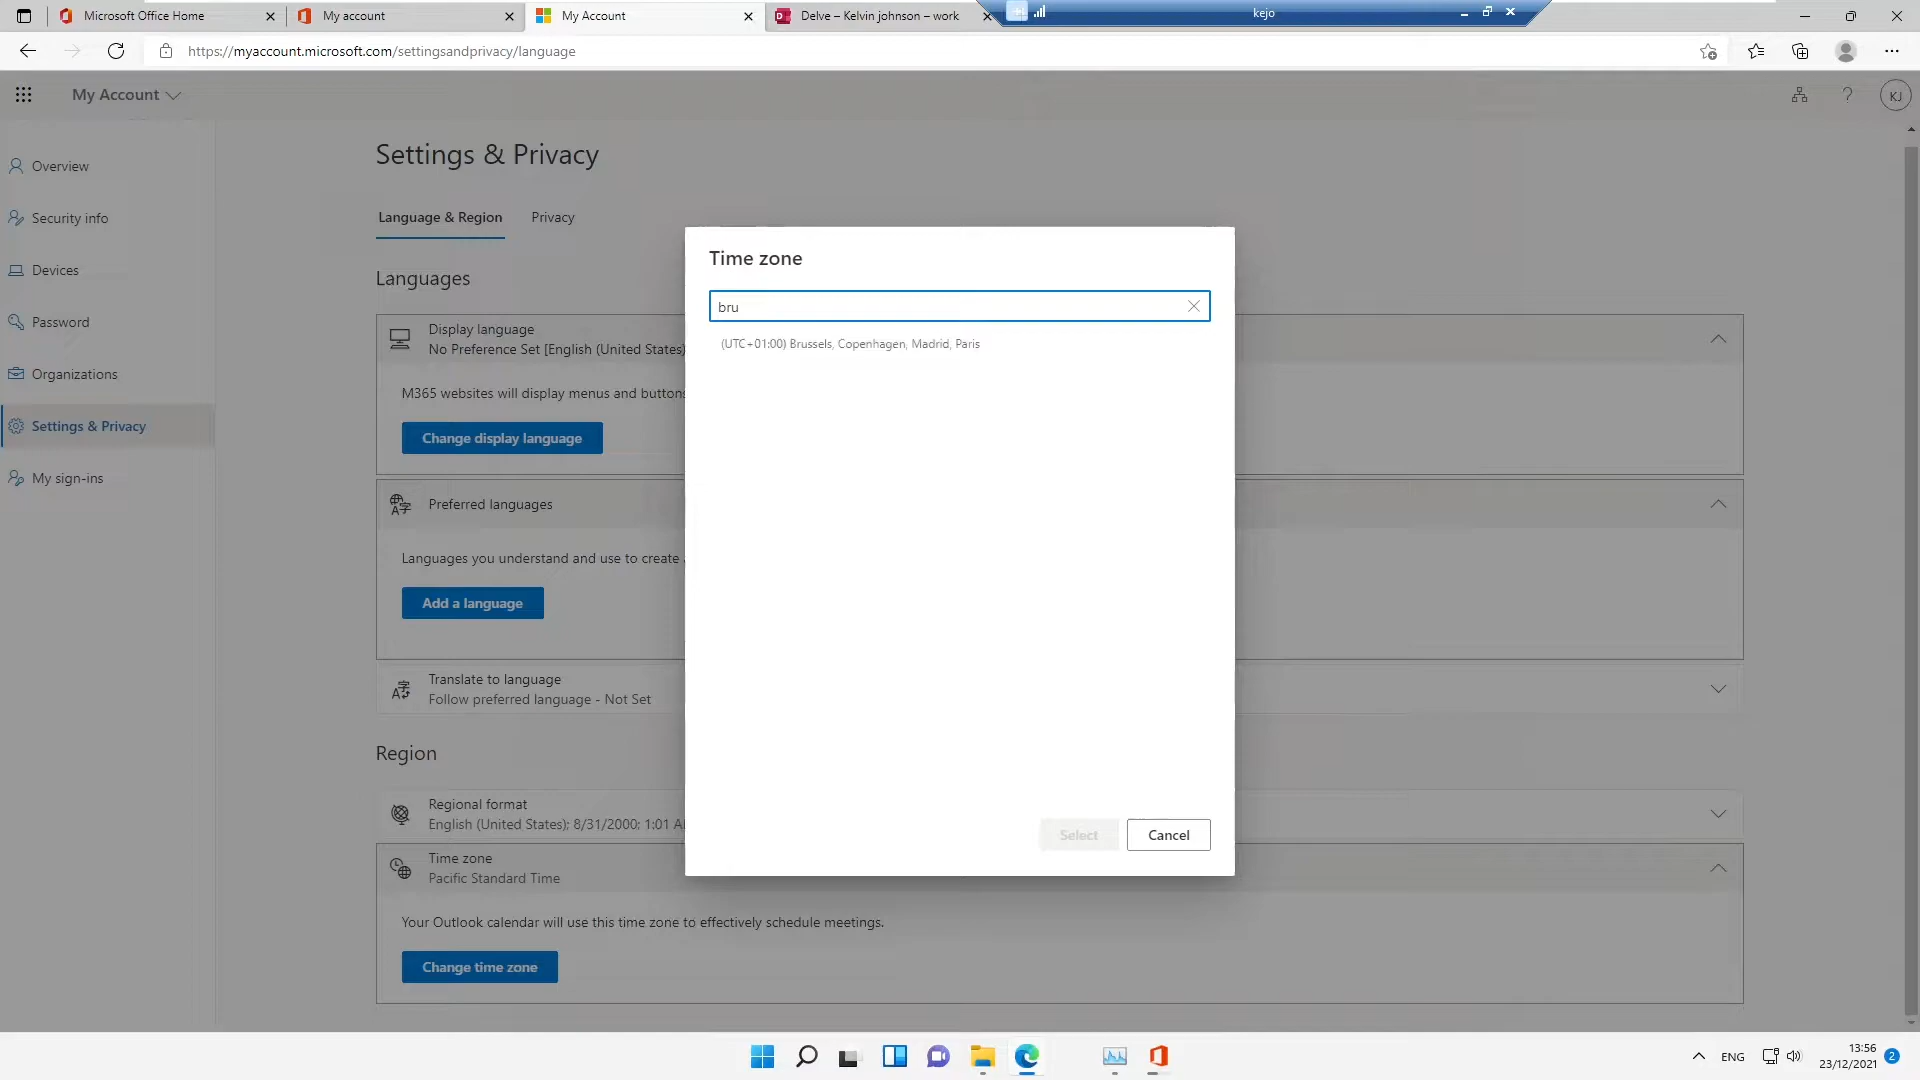 Microsoft Office Home
My account
My Account
Delve – Kelvin johnson – work
kejo
https://myaccount.microsoft.com/settingsandprivacy/language
My Account
?
KJ
Overview
Security info
Devices
Password
Organizations
Settings & Privacy
My sign-ins
Settings & Privacy
Language & Region
Privacy
Languages
Display language
No Preference Set [English (United States)
M365 websites will display menus and buttons
Change display language
Preferred languages
Languages you understand and use to create
Add a language
Translate to language
Follow preferred language - Not Set
Region
Regional format
English (United States); 8/31/2000; 1:01 A
Time zone
Pacific Standard Time
Your Outlook calendar will use this time zone to effectively schedule meetings.
Change time zone
Time zone
bru
(UTC+01:00) Brussels, Copenhagen, Madrid, Paris
Select
Cancel
ENG
13:56
23/12/2021
2